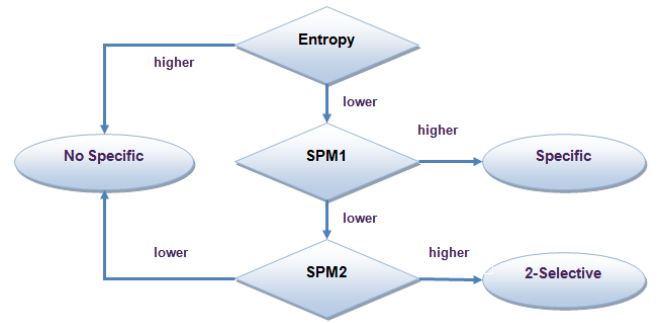 Entropy
higher
lower
No Specific
SPM1
higher
Specific
lower
lower
SPM2
higher
2-Selective